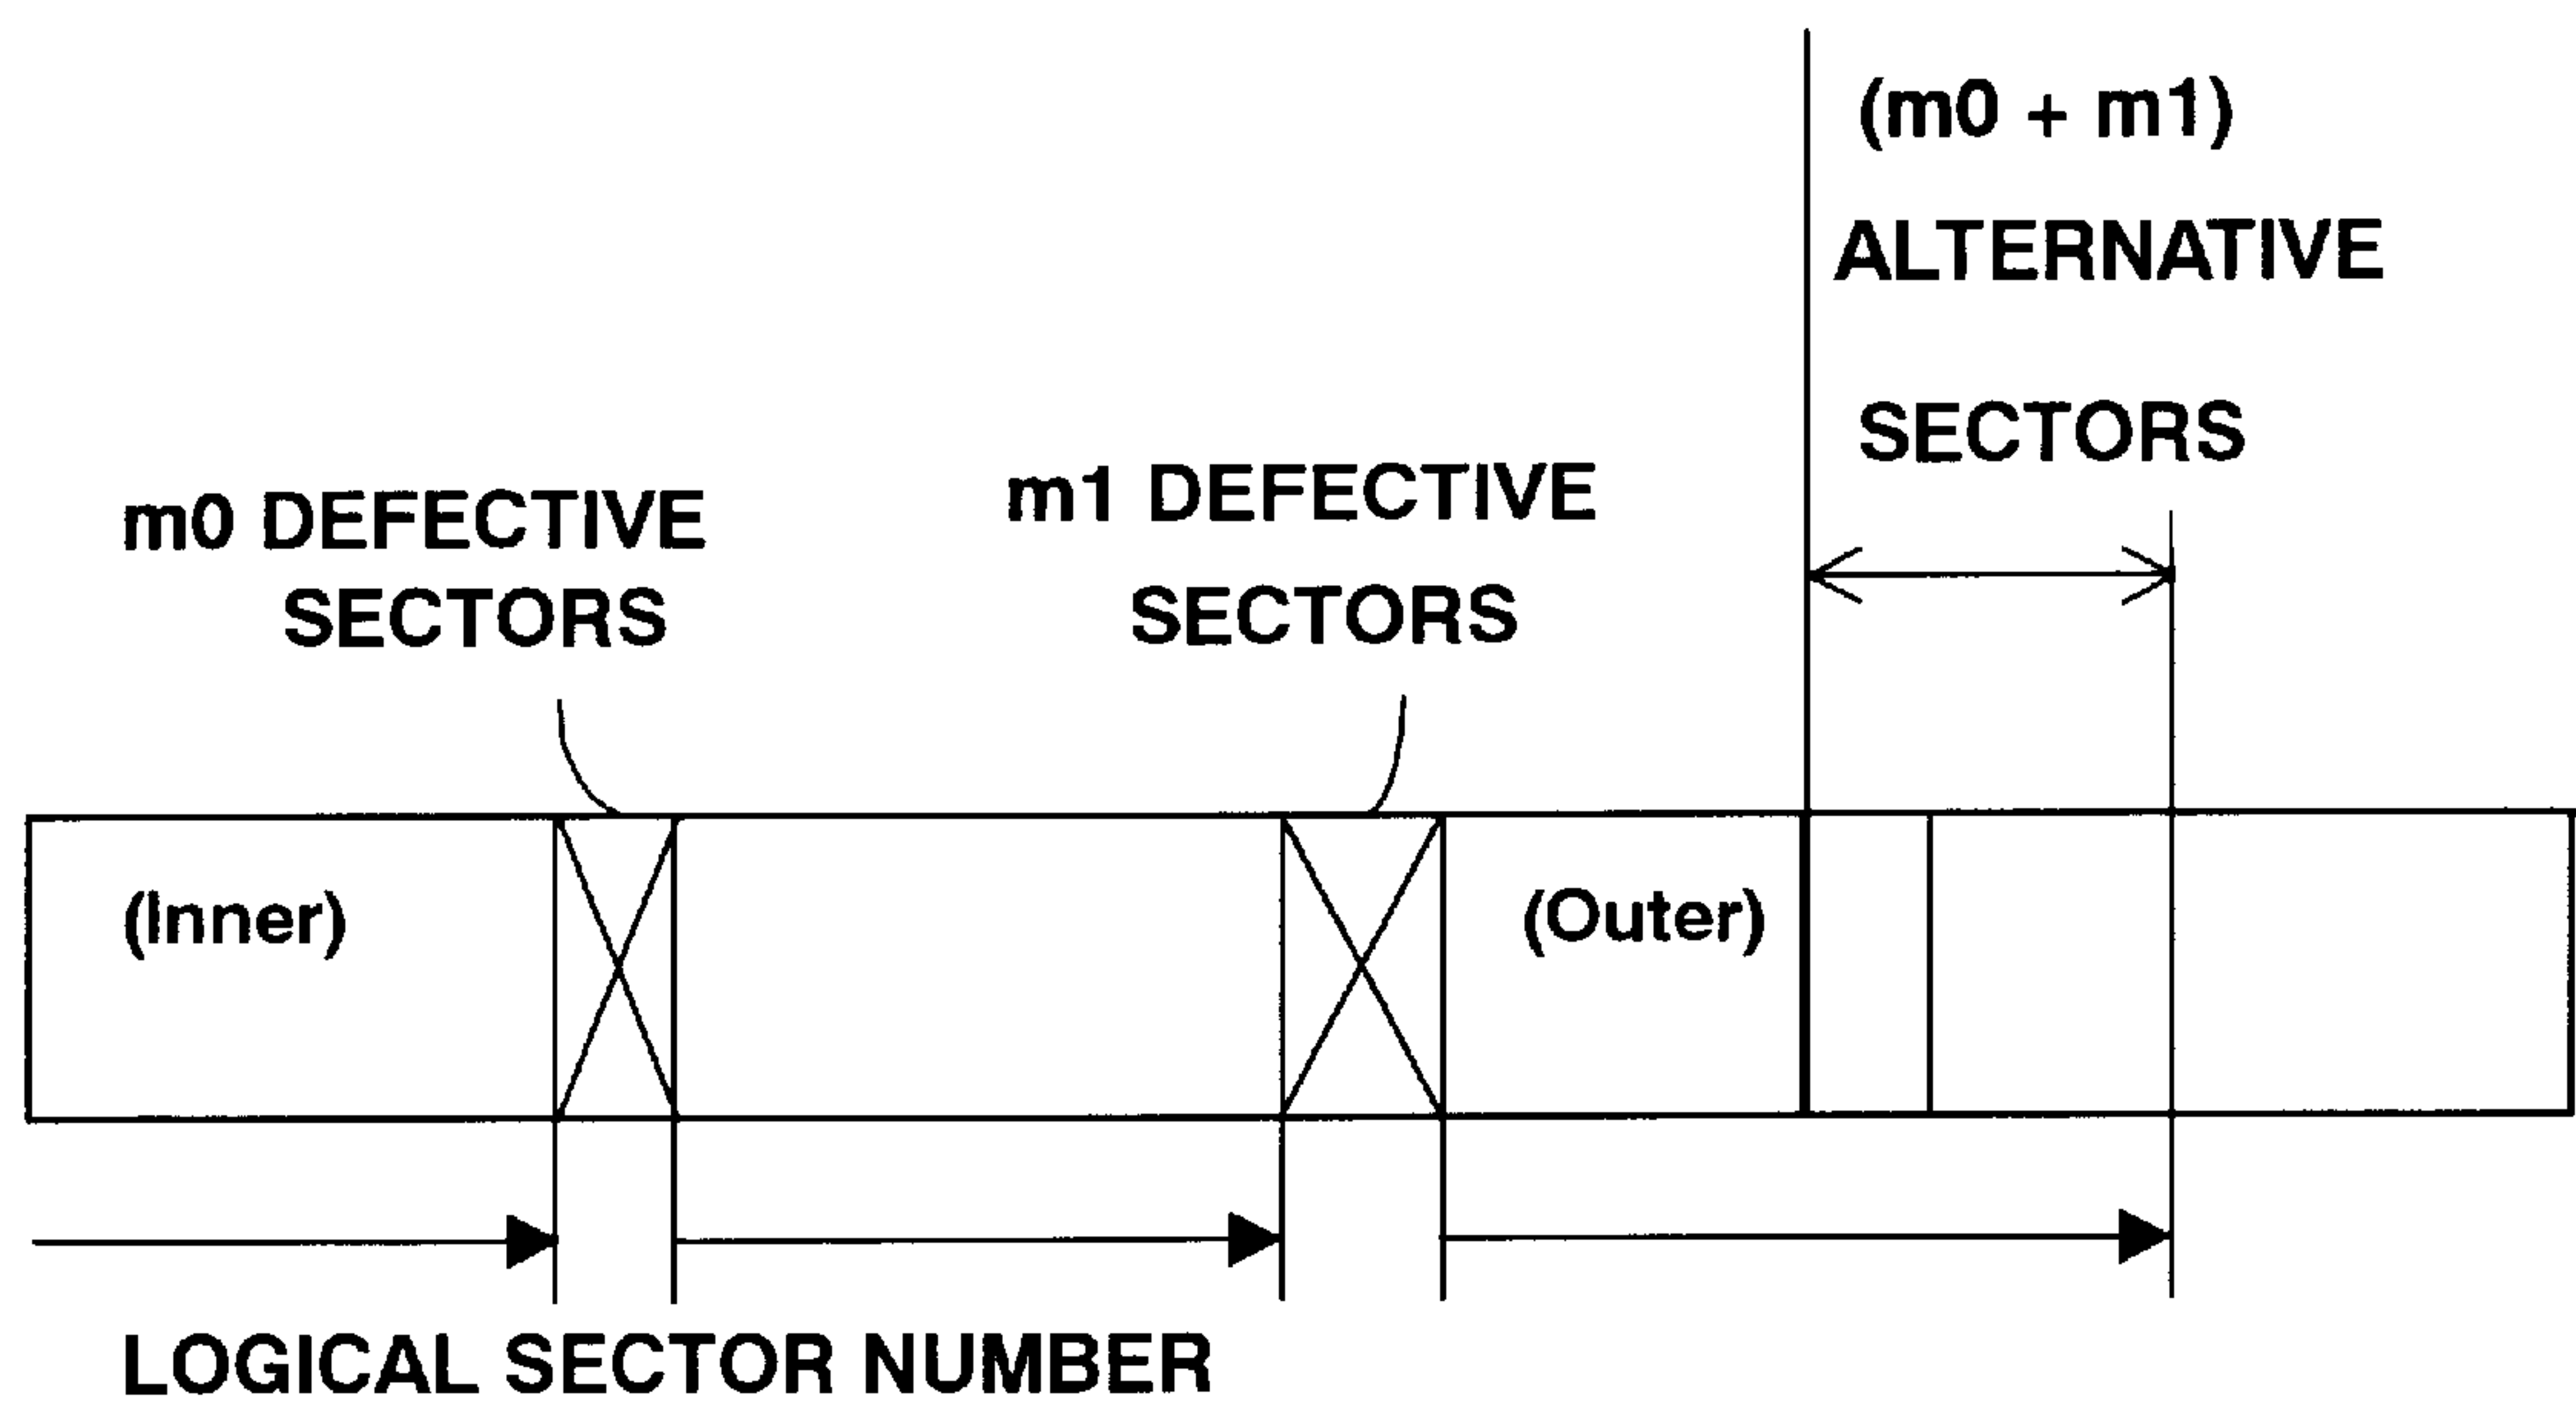 (m0 + m1)
ALTERNATIVE
SECTORS
m0 DEFECTIVE
SECTORS
m1 DEFECTIVE
SECTORS
(Inner)
(Outer)
LOGICAL SECTOR NUMBER